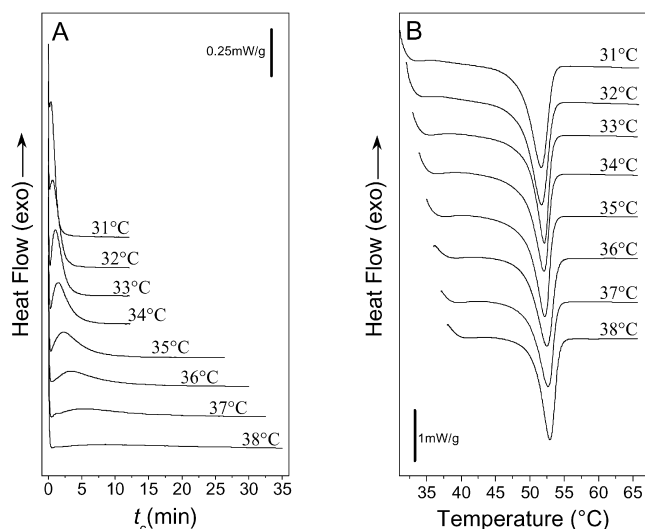 A
0.25mW/g
Heat Flow (exo)
31°C
32°C
33°C
34°C
35°C
36°C
37°C
38°C
0 5 10 15 20 25 30 35
t_c(min)
B
31°C
32°C
33°C
34°C
35°C
36°C
37°C
38°C
Heat Flow (exo)
1mW/g
35 40 45 50 55 60 65
Temperature (°C)